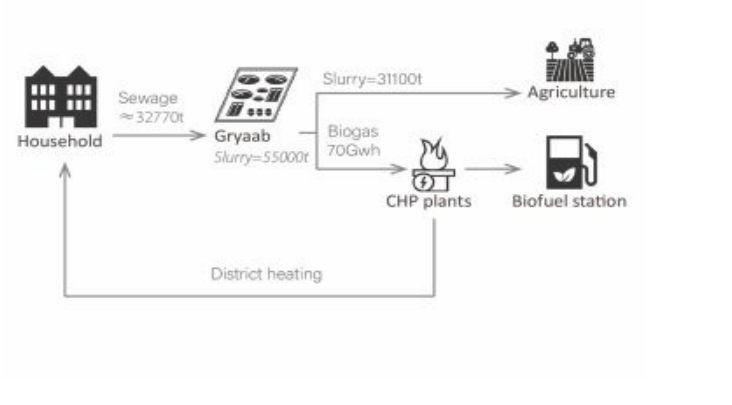 Household
Sewage
≈32770t
Gryaab
Slurry=55000t
Slurry=31100t
Agriculture
Biogas
70Gwh
CHP plants
Biofuel station
District heating